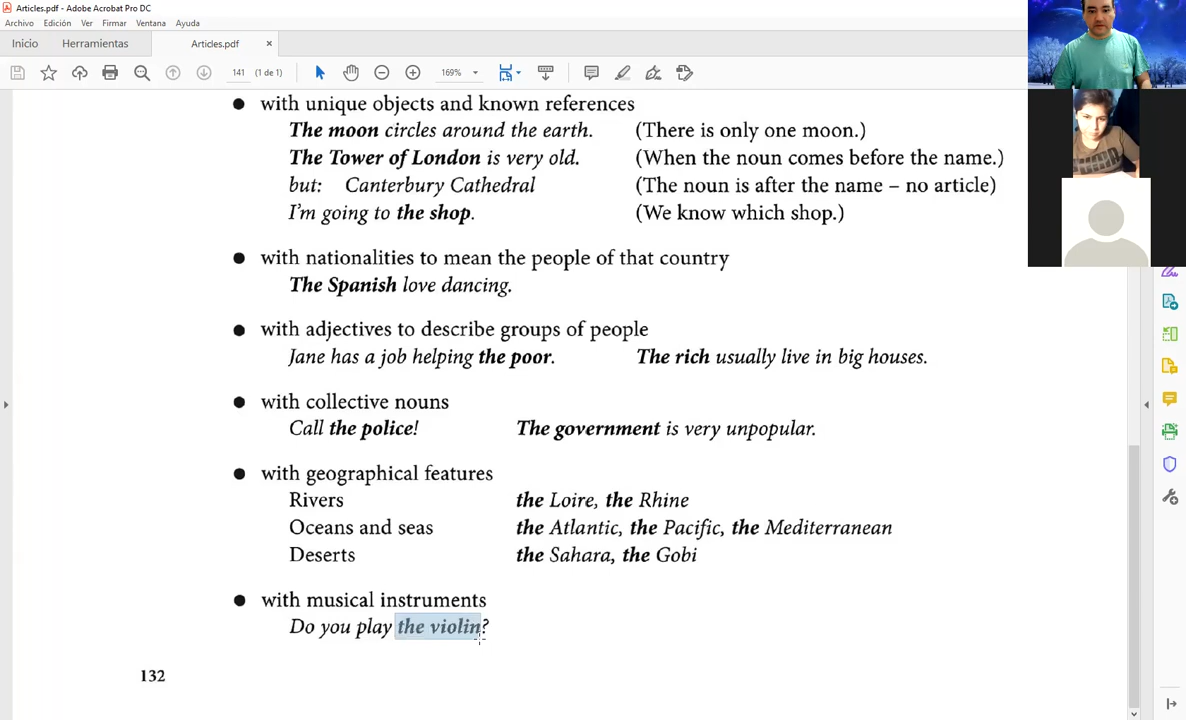 Articles.pdf - Adobe Acrobat Pro DC
Archivo Edición Ver Firmar Ventana Ayuda
Inicio Herramientas Articles.pdf ×
141 (1 de 1) 169%
● with unique objects and known references
The moon circles around the earth. (There is only one moon.)
The Tower of London is very old. (When the noun comes before the name.)
but: Canterbury Cathedral (The noun is after the name – no article)
I'm going to the shop. (We know which shop.)
● with nationalities to mean the people of that country
The Spanish love dancing.
● with adjectives to describe groups of people
Jane has a job helping the poor. The rich usually live in big houses.
● with collective nouns
Call the police! The government is very unpopular.
● with geographical features
Rivers the Loire, the Rhine
Oceans and seas the Atlantic, the Pacific, the Mediterranean
Deserts the Sahara, the Gobi
● with musical instruments
Do you play the violin?
132